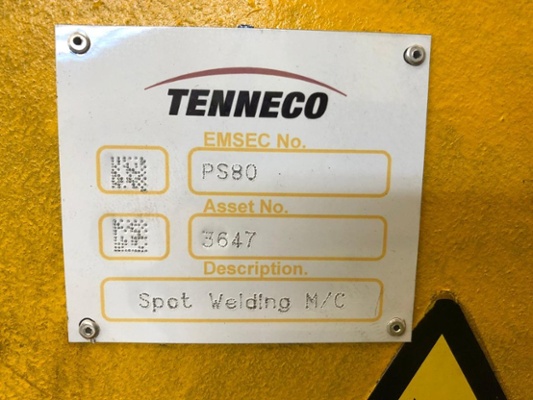 TENNECO
EMSEC No.
PS80
Asset No.
3647
Description.
Spot Welding M/C